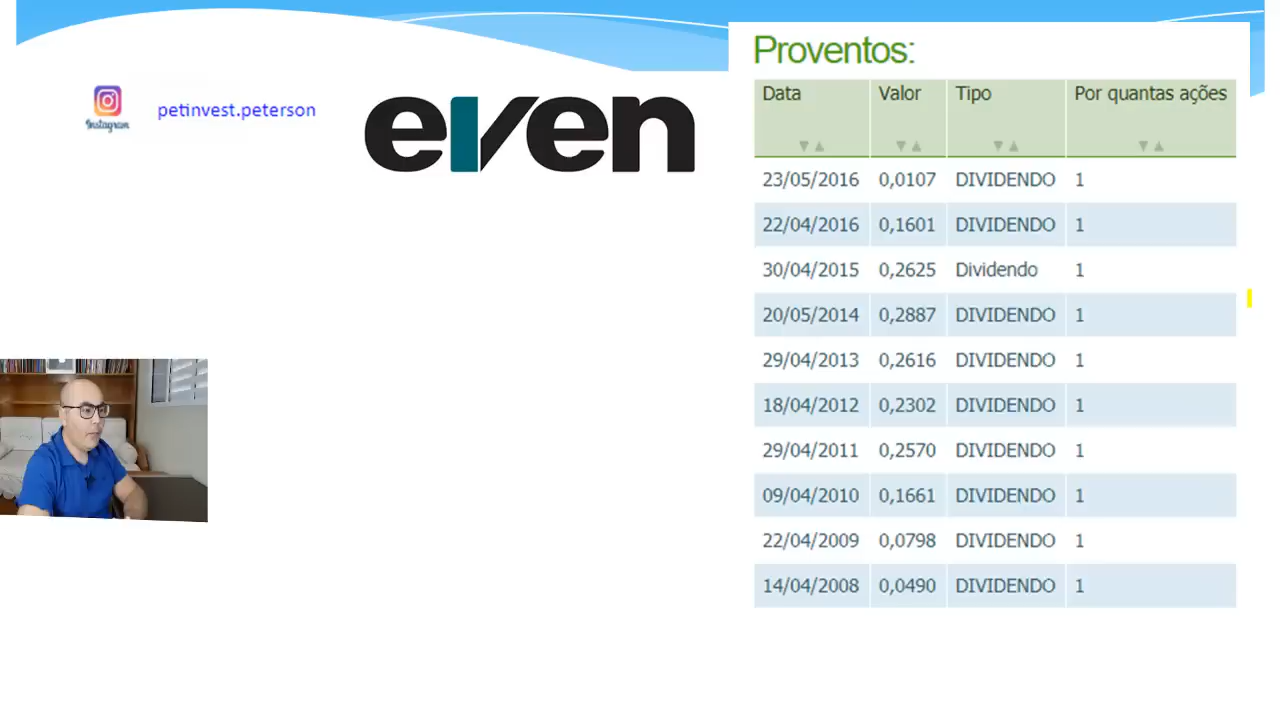 Instagram
petinvest.peterson
even
Proventos:
Data Valor Tipo Por quantas ações
23/05/2016 0,0107 DIVIDENDO 1
22/04/2016 0,1601 DIVIDENDO 1
30/04/2015 0,2625 Dividendo 1
20/05/2014 0,2887 DIVIDENDO 1
29/04/2013 0,2616 DIVIDENDO 1
18/04/2012 0,2302 DIVIDENDO 1
29/04/2011 0,2570 DIVIDENDO 1
09/04/2010 0,1661 DIVIDENDO 1
22/04/2009 0,0798 DIVIDENDO 1
14/04/2008 0,0490 DIVIDENDO 1